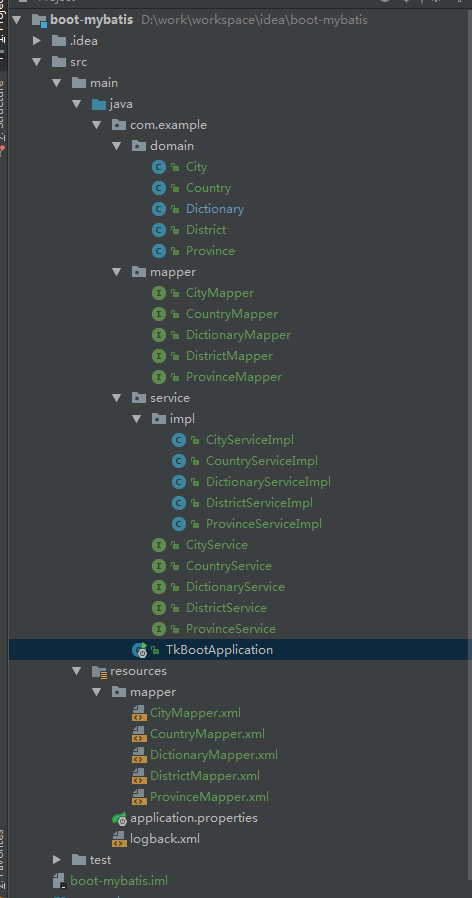 boot-mybatis D:\work\workspace\idea\boot-mybatis
.idea
src
main
java
com.example
domain
City
Country
Dictionary
District
Province
mapper
CityMapper
CountryMapper
DictionaryMapper
DistrictMapper
ProvinceMapper
service
impl
CityServiceImpl
CountryServiceImpl
DictionaryServiceImpl
DistrictServiceImpl
ProvinceServiceImpl
CityService
CountryService
DictionaryService
DistrictService
ProvinceService
TkBootApplication
resources
mapper
CityMapper.xml
CountryMapper.xml
DictionaryMapper.xml
DistrictMapper.xml
ProvinceMapper.xml
application.properties
logback.xml
test
boot-mybatis.iml